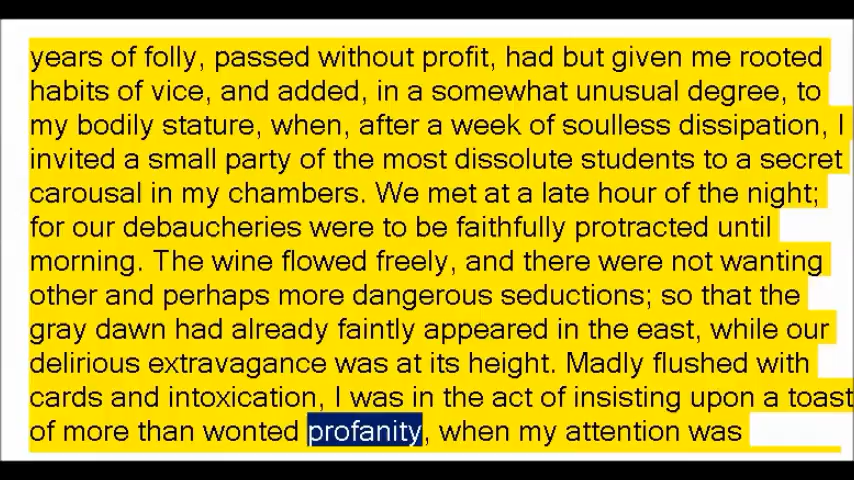 years of folly, passed without profit, had but given me rooted
habits of vice, and added, in a somewhat unusual degree, to
my bodily stature, when, after a week of soulless dissipation, I
invited a small party of the most dissolute students to a secret
carousal in my chambers. We met at a late hour of the night;
for our debaucheries were to be faithfully protracted until
morning. The wine flowed freely, and there were not wanting
other and perhaps more dangerous seductions; so that the
gray dawn had already faintly appeared in the east, while our
delirious extravagance was at its height. Madly flushed with
cards and intoxication, I was in the act of insisting upon a toast
of more than wonted profanity, when my attention was